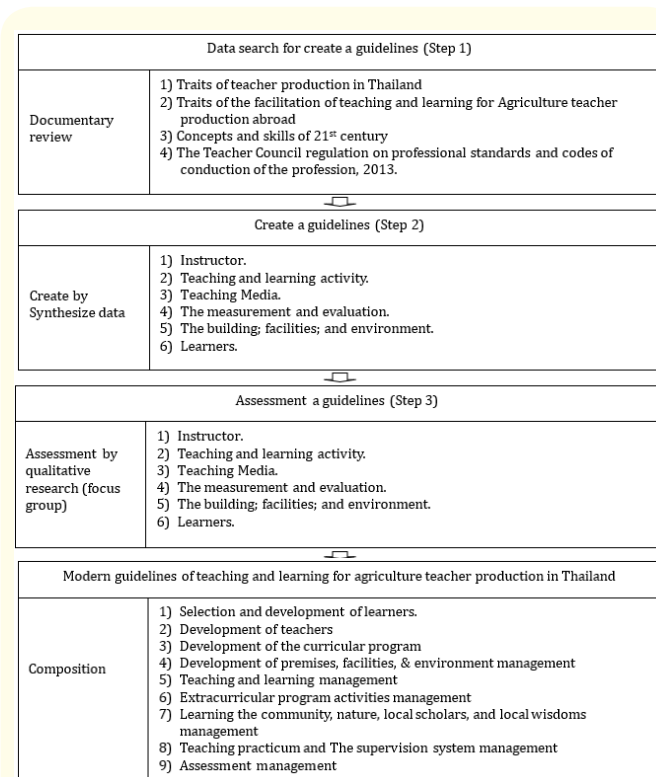 Data search for create a guidelines (Step 1)
Documentary
review
1) Traits of teacher production in Thailand
2) Traits of the facilitation of teaching and learning for Agriculture teacher
production abroad
3) Concepts and skills of 21st century
4) The Teacher Council regulation on professional standards and codes of
conduction of the profession, 2013.
Create a guidelines (Step 2)
Create by
Synthesize data
1) Instructor.
2) Teaching and learning activity.
3) Teaching Media.
4) The measurement and evaluation.
5) The building; facilities; and environment.
6) Learners.
Assessment a guidelines (Step 3)
Assessment by
qualitative
research (focus
group)
1) Instructor.
2) Teaching and learning activity.
3) Teaching Media.
4) The measurement and evaluation.
5) The building; facilities; and environment.
6) Learners.
Modern guidelines of teaching and learning for agriculture teacher production in Thailand
Composition
1) Selection and development of learners.
2) Development of teachers
3) Development of the curricular program
4) Development of premises, facilities, & environment management
5) Teaching and learning management
6) Extracurricular program activities management
7) Learning the community, nature, local scholars, and local wisdoms
management
8) Teaching practicum and The supervision system management
9) Assessment management